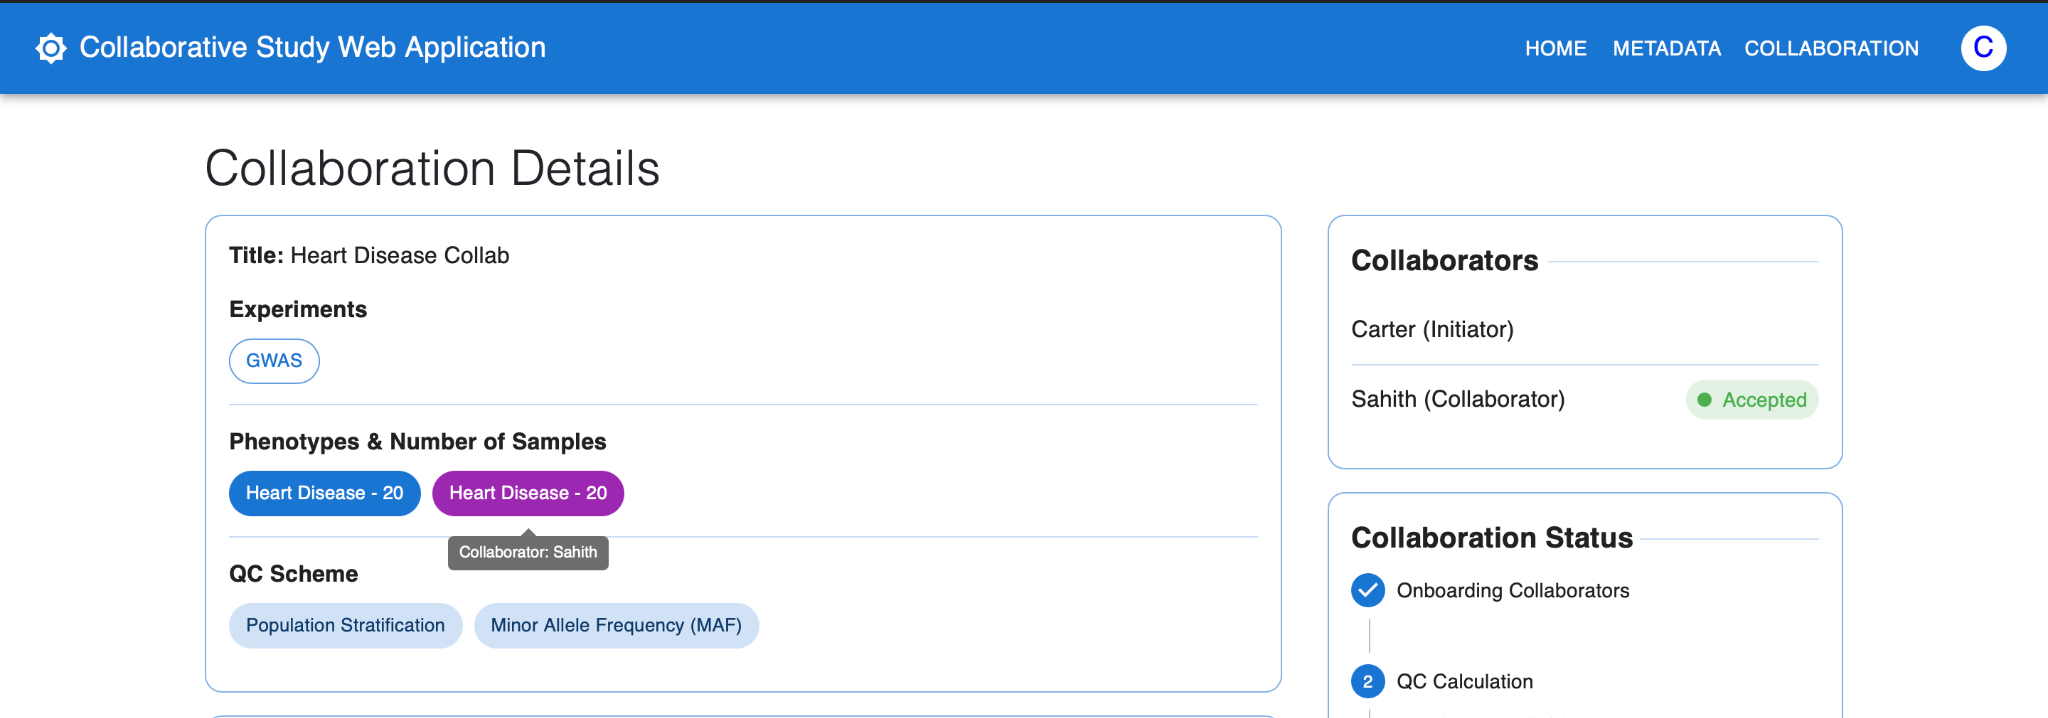 Collaborative Study Web Application
HOME METADATA COLLABORATION C
Collaboration Details
Title: Heart Disease Collab
Experiments
GWAS
Phenotypes & Number of Samples
Heart Disease - 20 Heart Disease - 20
Collaborator: Sahith
QC Scheme
Population Stratification Minor Allele Frequency (MAF)
Collaborators
Carter (Initiator)
Sahith (Collaborator) Accepted
Collaboration Status
Onboarding Collaborators
2 QC Calculation